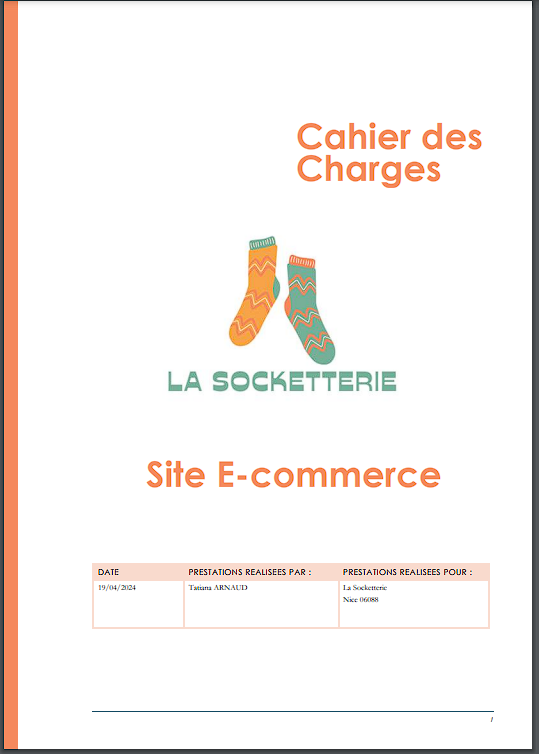 Cahier des
Charges
LA SOCKETTERIE
Site E-commerce
DATE PRESTATIONS REALISEES PAR : PRESTATIONS REALISEES POUR :
19/04/2024 Tatiana ARNAUD La Socketterie
Nice 06088
1